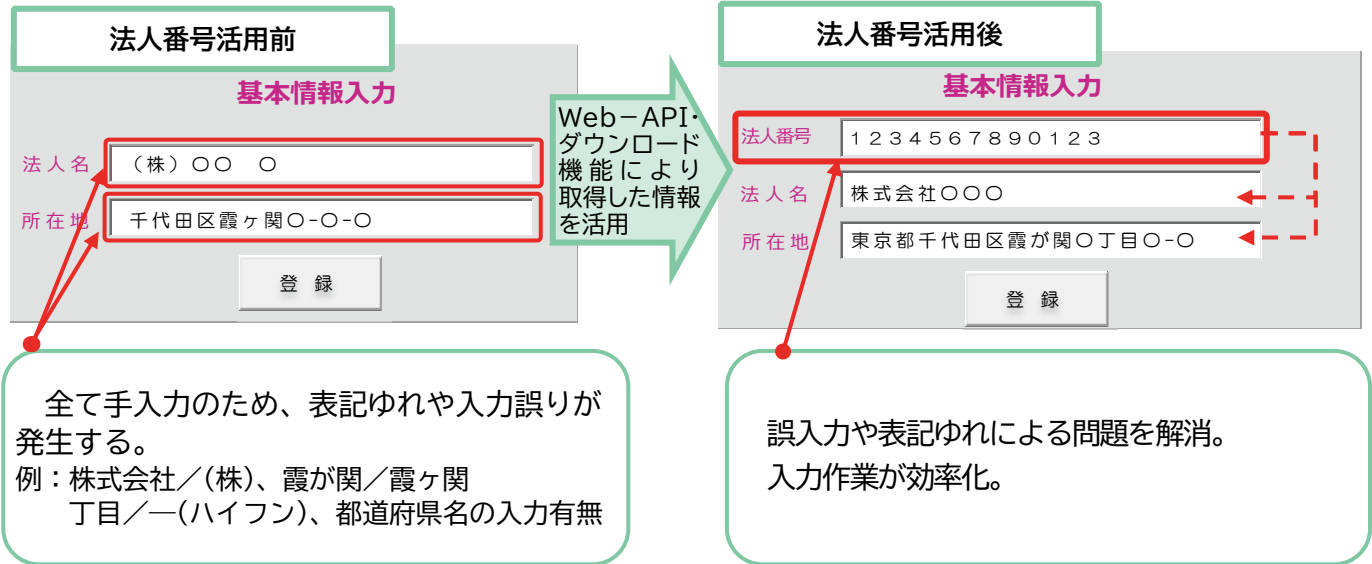 法人番号活用前
基本情報入力
法人名 (株)○○ ○
所在地 千代田区霞ヶ関○-○-○
登 録
全て手入力のため、表記ゆれや入力誤りが
発生する。
例：株式会社／(株)、霞が関／霞ヶ関
丁目／―(ハイフン)、都道府県名の入力有無
Web－API・
ダウンロード
機能により
取得した情報
を活用
法人番号活用後
基本情報入力
法人番号 １２３４５６７８９０１２３
法人名 株式会社○○○
所在地 東京都千代田区霞が関○丁目○-○
登 録
誤入力や表記ゆれによる問題を解消。
入力作業が効率化。